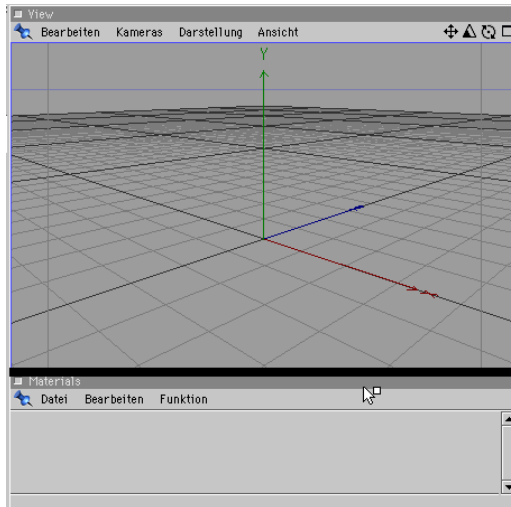 View
Bearbeiten Kameras Darstellung Ansicht
Y
Materials
Datei Bearbeiten Funktion